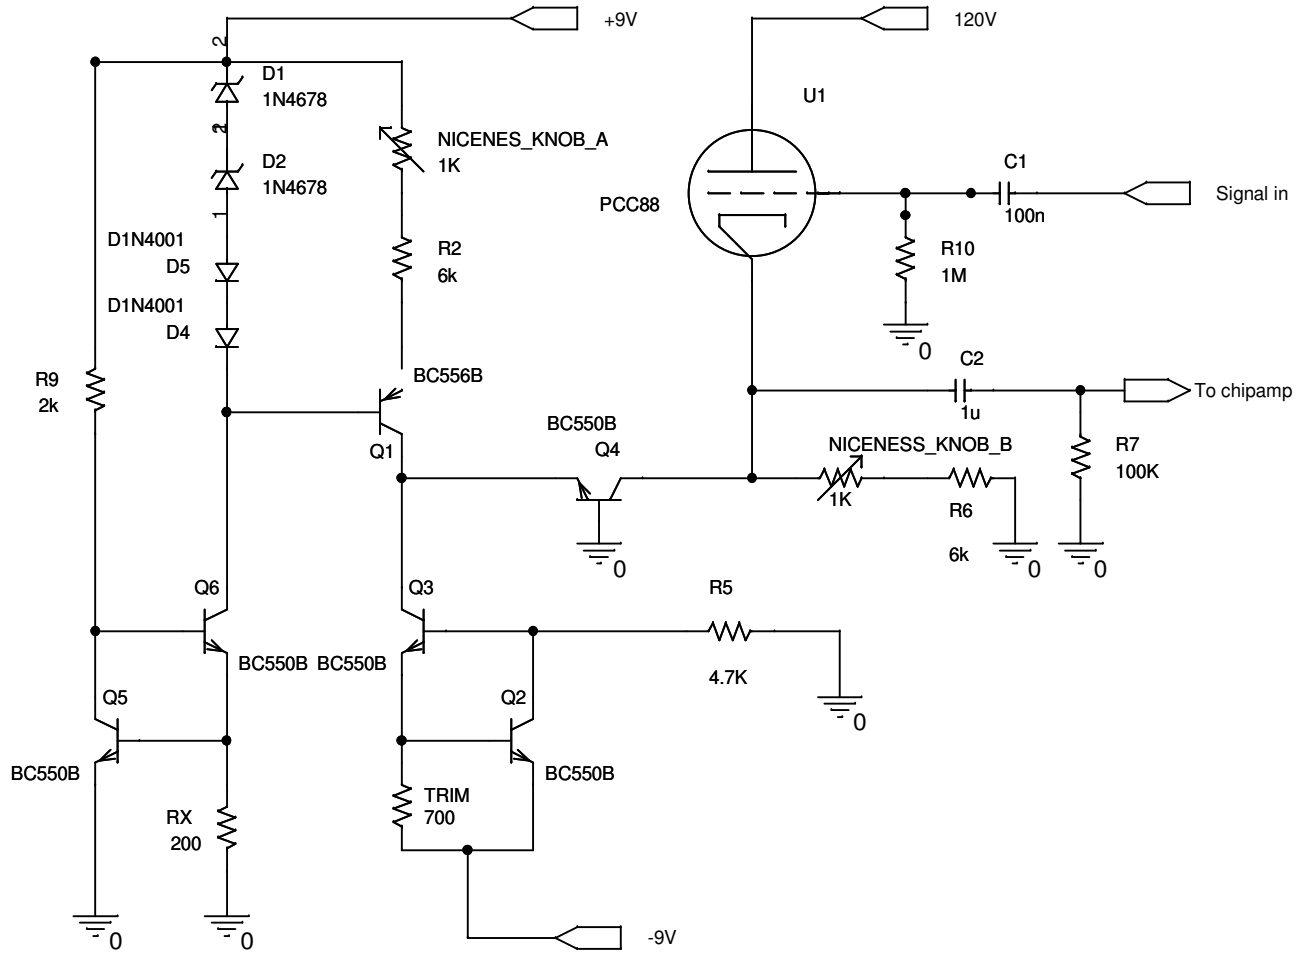 +9V
120V
2
D1
1N4678
U1
2
NICENES_KNOB_A
1K
D2
1N4678
C1
100n
Signal in
PCC88
1
D1N4001
D5
R2
6k
R10
1M
D1N4001
D4
0
C2
1u
To chipamp
R9
2k
BC556B
Q1
BC550B
Q4
NICENESS_KNOB_B
1K
R6
6k
R7
100K
0
0
0
Q6
BC550B
Q3
BC550B
R5
4.7K
0
Q5
BC550B
Q2
BC550B
RX
200
TRIM
700
0
0
-9V